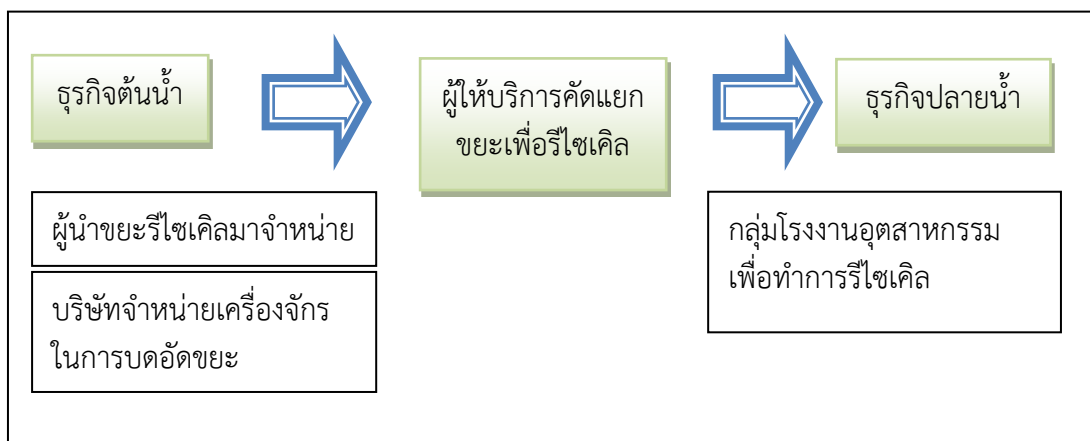 ธุรกิจต้นน้ำ
ผู้ให้บริการคัดแยก
ขยะเพื่อรีไซเคิล
ธุรกิจปลายน้ำ
ผู้นำขยะรีไซเคิลมาจำหน่าย
บริษัทจำหน่ายเครื่องจักร
ในการบดอัดขยะ
กลุ่มโรงงานอุตสาหกรรม
เพื่อทำการรีไซเคิล